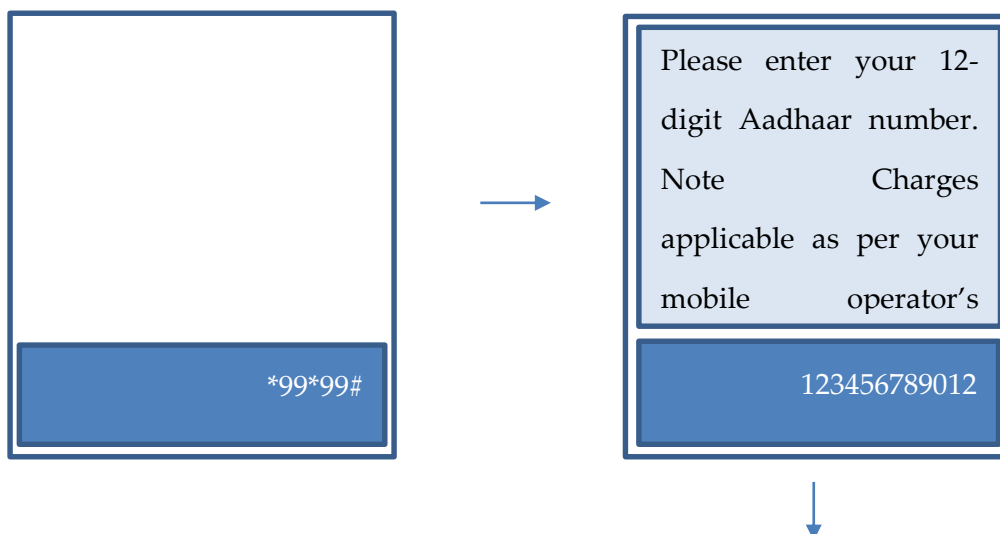 *99*99#
Please enter your 12-
digit Aadhaar number.
Note Charges
applicable as per your
mobile operator’s
123456789012